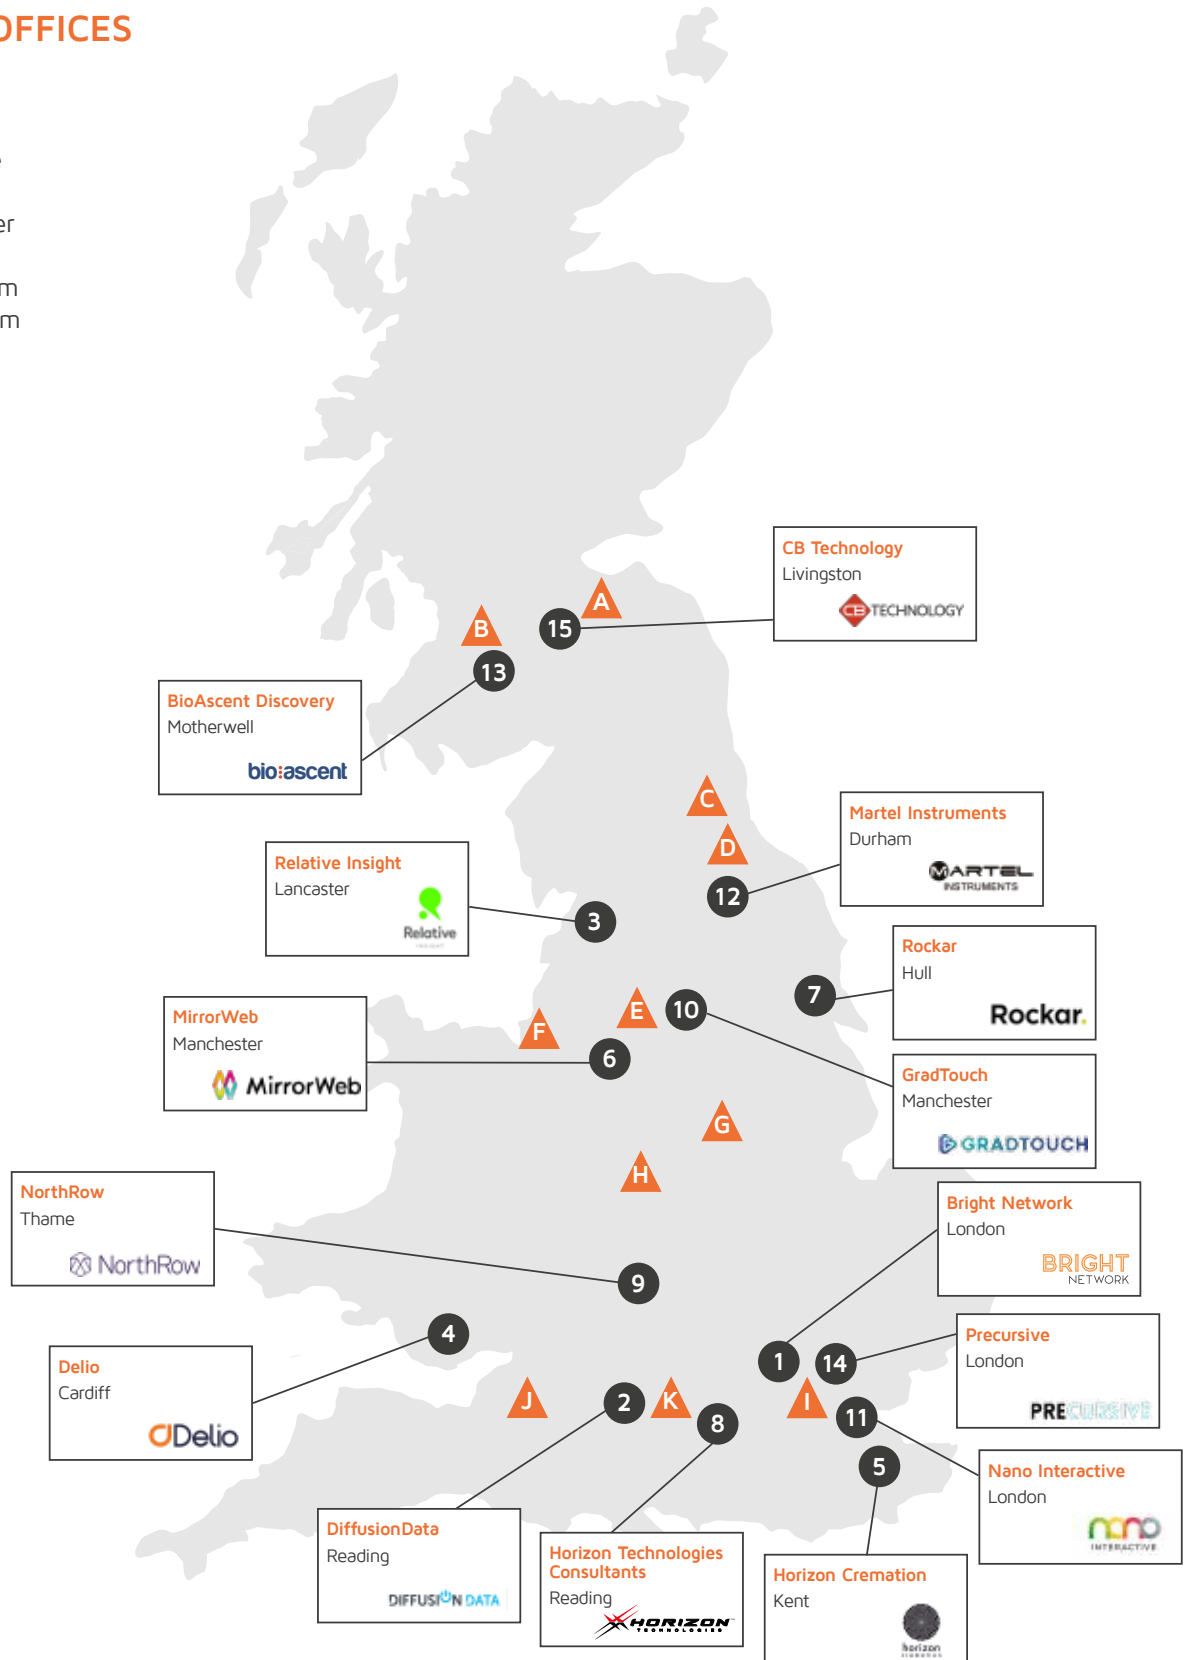 OFFICES
e
er
m
m
CB Technology
Livingston
CB TECHNOLOGY
A
15
B
13
BioAscent Discovery
Motherwell
bio:ascent
C
D
Martel Instruments
Durham
MARTEL
INSTRUMENTS
12
Relative Insight
Lancaster
Relative
INSIGHT
3
Rockar
Hull
Rockar.
7
MirrorWeb
Manchester
MirrorWeb
F
E
10
6
GradTouch
Manchester
GRADTOUCH
G
H
NorthRow
Thame
NorthRow
9
Bright Network
London
BRIGHT
NETWORK
4
Delio
Cardiff
Delio
1
14
Precursive
London
PRECURSIVE
J
2
K
8
I
11
5
Nano Interactive
London
nano
INTERACTIVE
DiffusionData
Reading
DIFFUSION DATA
Horizon Technologies
Consultants
Reading
HORIZON
TECHNOLOGIES
Horizon Cremation
Kent
horizon